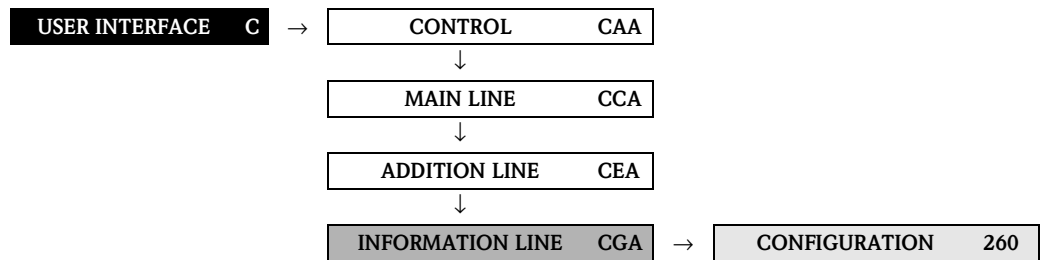 USER INTERFACE C → CONTROL CAA
↓
MAIN LINE CCA
↓
ADDITION LINE CEA
↓
INFORMATION LINE CGA → CONFIGURATION 260